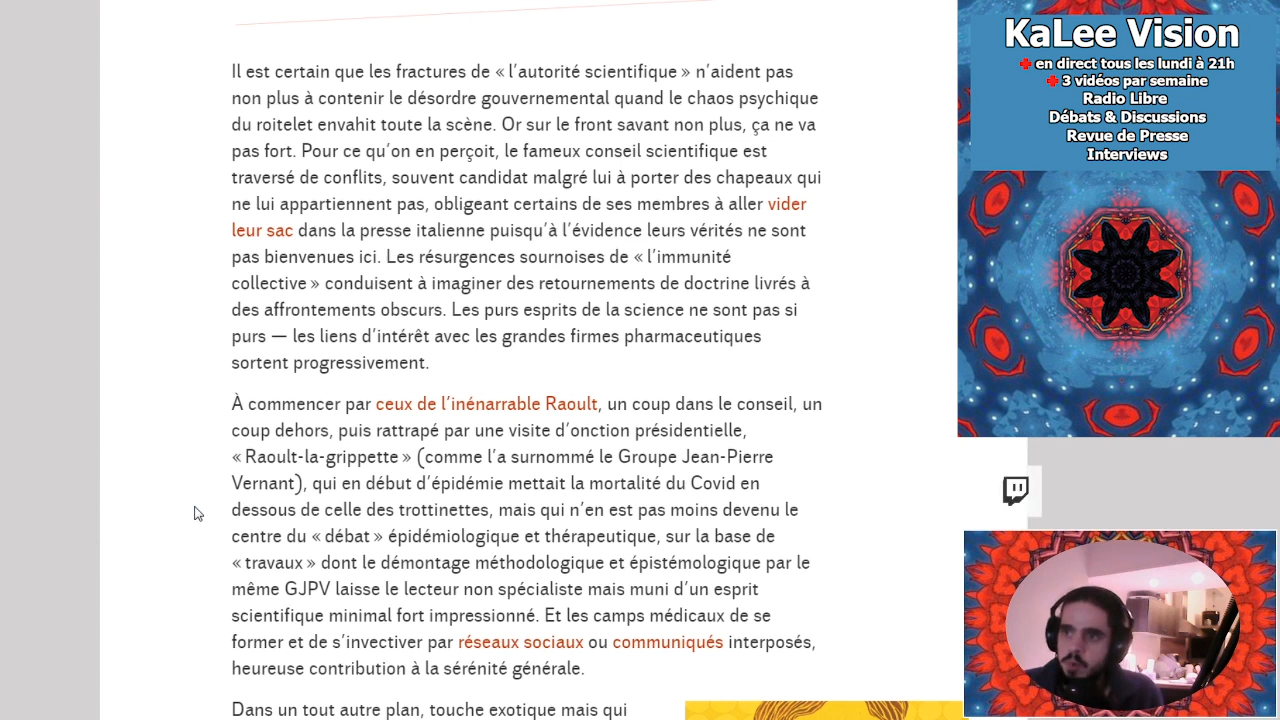 Il est certain que les fractures de « l’autorité scientifique » n’aident pas
non plus à contenir le désordre gouvernemental quand le chaos psychique
du roitelet envahit toute la scène. Or sur le front savant non plus, ça ne va
pas fort. Pour ce qu’on en perçoit, le fameux conseil scientifique est
traversé de conflits, souvent candidat malgré lui à porter des chapeaux qui
ne lui appartiennent pas, obligeant certains de ses membres à aller vider
leur sac dans la presse italienne puisqu’à l’évidence leurs vérités ne sont
pas bienvenues ici. Les résurgences sournoises de « l’immunité
collective » conduisent à imaginer des retournements de doctrine livrés à
des affrontements obscurs. Les purs esprits de la science ne sont pas si
purs — les liens d’intérêt avec les grandes firmes pharmaceutiques
sortent progressivement.
À commencer par ceux de l’inénarrable Raoult, un coup dans le conseil, un
coup dehors, puis rattrapé par une visite d’onction présidentielle,
« Raoult-la-grippette » (comme l’a surnommé le Groupe Jean-Pierre
Vernant), qui en début d’épidémie mettait la mortalité du Covid en
dessous de celle des trottinettes, mais qui n’en est pas moins devenu le
centre du « débat » épidémiologique et thérapeutique, sur la base de
« travaux » dont le démontage méthodologique et épistémologique par le
même GJPV laisse le lecteur non spécialiste mais muni d’un esprit
scientifique minimal fort impressionné. Et les camps médicaux de se
former et de s’invectiver par réseaux sociaux ou communiqués interposés,
heureuse contribution à la sérénité générale.
Dans un tout autre plan, touche exotique mais qui
KaLee Vision
en direct tous les lundi à 21h
3 vidéos par semaine
Radio Libre
Débats & Discussions
Revue de Presse
Interviews